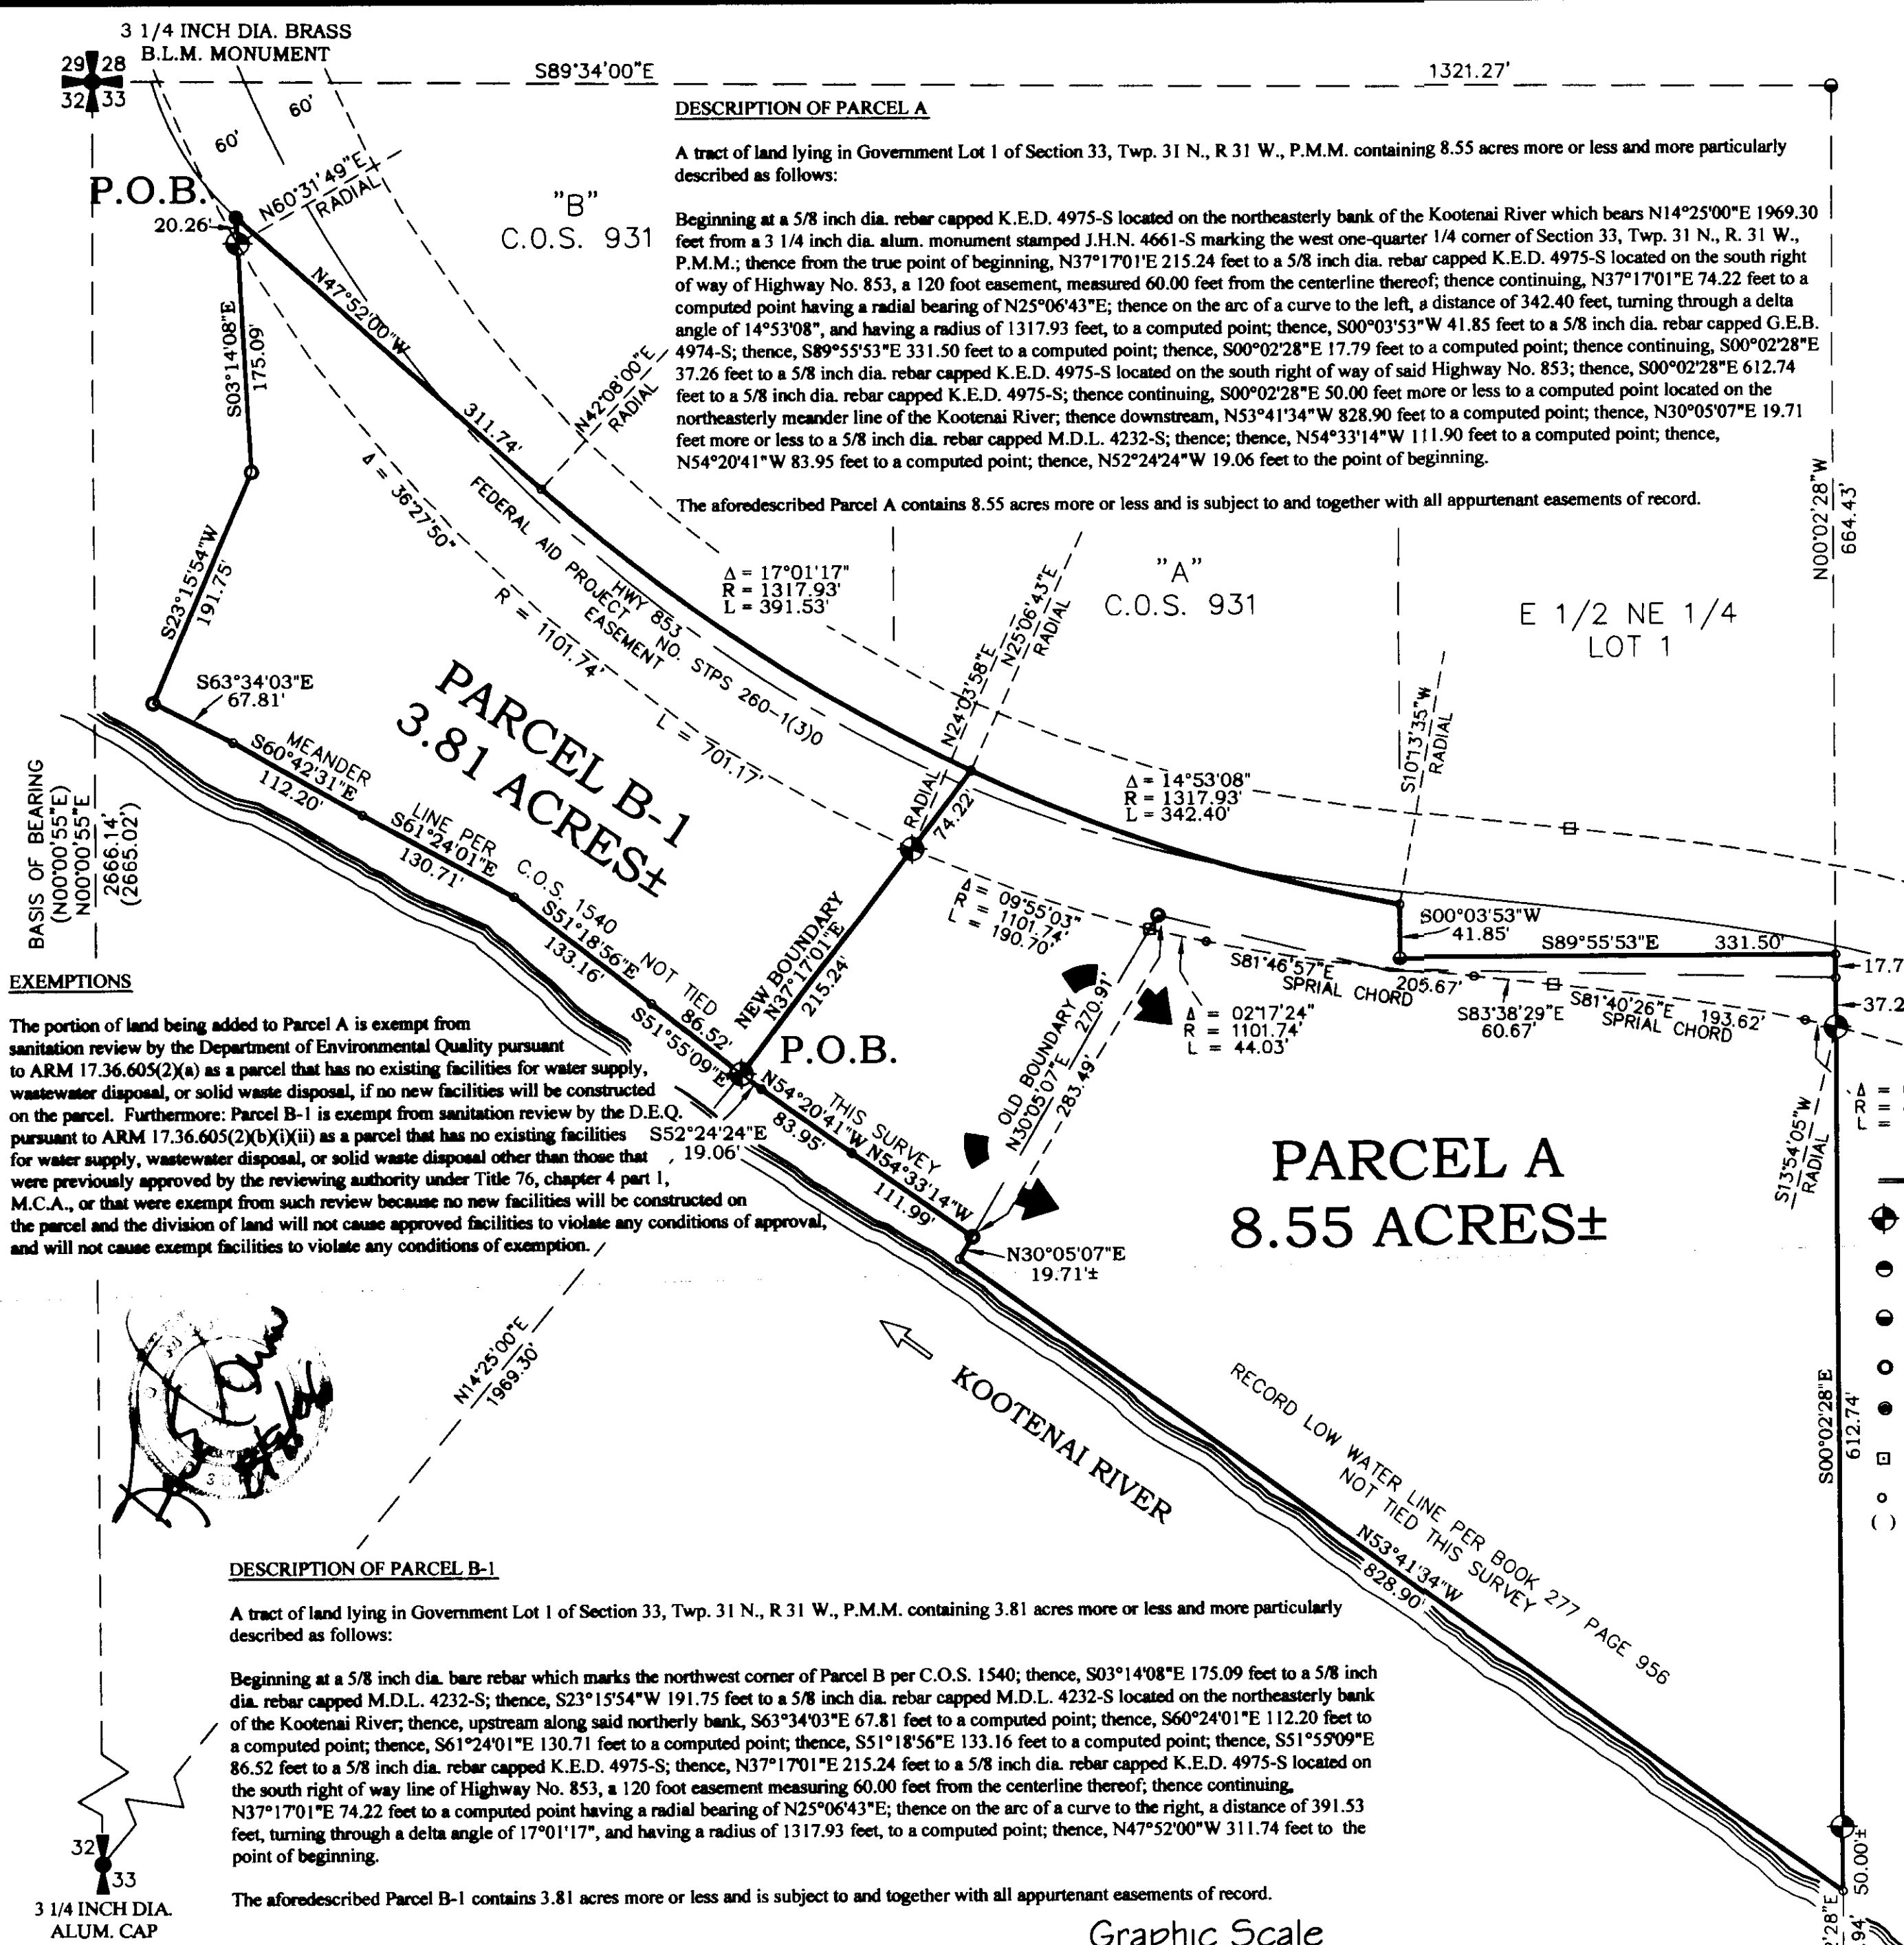 3 1/4 INCH DIA. BRASS
B.L.M. MONUMENT
29 28
32 33
S89°34'00"E
1321.27'
60'
60'
P.O.B.
20.26'
N60°31'49"E
RADIAL
"B"
C.O.S. 931
DESCRIPTION OF PARCEL A
A tract of land lying in Government Lot 1 of Section 33, Twp. 31 N., R 31 W., P.M.M. containing 8.55 acres more or less and more particularly
described as follows:
Beginning at a 5/8 inch dia. rebar capped K.E.D. 4975-S located on the northeasterly bank of the Kootenai River which bears N14°25'00"E 1969.30
feet from a 3 1/4 inch dia. alum. monument stamped J.H.N. 4661-S marking the west one-quarter 1/4 corner of Section 33, Twp. 31 N., R. 31 W.,
P.M.M.; thence from the true point of beginning, N37°17'01'E 215.24 feet to a 5/8 inch dia. rebar capped K.E.D. 4975-S located on the south right
of way of Highway No. 853, a 120 foot easement, measured 60.00 feet from the centerline thereof; thence continuing, N37°17'01"E 74.22 feet to a
computed point having a radial bearing of N25°06'43"E; thence on the arc of a curve to the left, a distance of 342.40 feet, turning through a delta
angle of 14°53'08", and having a radius of 1317.93 feet, to a computed point; thence, S00°03'53"W 41.85 feet to a 5/8 inch dia. rebar capped G.E.B.
4974-S; thence, S89°55'53"E 331.50 feet to a computed point; thence, S00°02'28"E 17.79 feet to a computed point; thence continuing, S00°02'28"E
37.26 feet to a 5/8 inch dia. rebar capped K.E.D. 4975-S located on the south right of way of said Highway No. 853; thence, S00°02'28"E 612.74
feet to a 5/8 inch dia. rebar capped K.E.D. 4975-S; thence continuing, S00°02'28"E 50.00 feet more or less to a computed point located on the
northeasterly meander line of the Kootenai River; thence downstream, N53°41'34"W 828.90 feet to a computed point; thence, N30°05'07"E 19.71
feet more or less to a 5/8 inch dia. rebar capped M.D.L. 4232-S; thence; thence, N54°33'14"W 111.90 feet to a computed point; thence,
N54°20'41"W 83.95 feet to a computed point; thence, N52°24'24"W 19.06 feet to the point of beginning.
The aforedescribed Parcel A contains 8.55 acres more or less and is subject to and together with all appurtenant easements of record.
N47°52'00"W
311.74'
S03°14'08"E
175.09'
N42°08'00"E
RADIAL
Δ = 36°27'50"
R = 1101.74'
L = 701.17'
FEDERAL AID PROJECT NO. STPS 260-1(3)0
HWY 853
EASEMENT
Δ = 17°01'17"
R = 1317.93'
L = 391.53'
"A"
C.O.S. 931
E 1/2 NE 1/4
LOT 1
N00°02'28"W
664.43'
S23°15'54"W
191.75'
S63°34'03"E
67.81'
PARCEL B-1
3.81 ACRES±
N24°03'58"E
RADIAL
N25°06'43"E
RADIAL
74.22'
S10°13'35"W
RADIAL
Δ = 14°53'08"
R = 1317.93'
L = 342.40'
MEANDER
S60°42'31"E
112.20'
LINE PER
S61°24'01"E
130.71'
C.O.S. 1540
S51°18'56"E
133.16'
NOT TIED
86.52'
S51°55'09"E
BASIS OF BEARING
(N00°00'55"E)
N00°00'55"E
2666.14'
(2665.02')
Δ = 09°55'03"
R = 1101.74'
L = 190.70'
S00°03'53"W
41.85'
S89°55'53"E
331.50'
17.7
37.2
S81°46'57"E
SPRIAL CHORD
205.67'
S83°38'29"E
60.67'
S81°40'26"E
193.62'
SPRIAL CHORD
Δ = 02°17'24"
R = 1101.74'
L = 44.03'
NEW BOUNDARY
N37°17'01"E
215.24'
P.O.B.
OLD BOUNDARY
270.91'
N30°05'07"E
283.49'
S13°54'05"W
RADIAL
Δ =
R =
L =
EXEMPTIONS
The portion of land being added to Parcel A is exempt from
sanitation review by the Department of Environmental Quality pursuant
to ARM 17.36.605(2)(a) as a parcel that has no existing facilities for water supply,
wastewater disposal, or solid waste disposal, if no new facilities will be constructed
on the parcel. Furthermore: Parcel B-1 is exempt from sanitation review by the D.E.Q.
pursuant to ARM 17.36.605(2)(b)(i)(ii) as a parcel that has no existing facilities
for water supply, wastewater disposal, or solid waste disposal other than those that
were previously approved by the reviewing authority under Title 76, chapter 4 part 1,
M.C.A., or that were exempt from such review because no new facilities will be constructed on
the parcel and the division of land will not cause approved facilities to violate any conditions of approval,
and will not cause exempt facilities to violate any conditions of exemption.
S52°24'24"E
19.06'
N54°20'41"W
83.95'
THIS SURVEY
N54°33'14"W
111.99'
N30°05'07"E
19.71'±
PARCEL A
8.55 ACRES±
N14°25'00"E
1969.30'
KOOTENAI RIVER
RECORD LOW WATER LINE PER BOOK 277 PAGE 956
NOT TIED THIS SURVEY
N53°41'34"W
828.90'
S00°02'28"E
612.74'
( )
DESCRIPTION OF PARCEL B-1
A tract of land lying in Government Lot 1 of Section 33, Twp. 31 N., R 31 W., P.M.M. containing 3.81 acres more or less and more particularly
described as follows:
Beginning at a 5/8 inch dia. bare rebar which marks the northwest corner of Parcel B per C.O.S. 1540; thence, S03°14'08"E 175.09 feet to a 5/8 inch
dia. rebar capped M.D.L. 4232-S; thence, S23°15'54"W 191.75 feet to a 5/8 inch dia. rebar capped M.D.L. 4232-S located on the northeasterly bank
of the Kootenai River; thence, upstream along said northerly bank, S63°34'03"E 67.81 feet to a computed point; thence, S60°24'01"E 112.20 feet to
a computed point; thence, S61°24'01"E 130.71 feet to a computed point; thence, S51°18'56"E 133.16 feet to a computed point; thence, S51°55'09"E
86.52 feet to a 5/8 inch dia. rebar capped K.E.D. 4975-S; thence, N37°17'01"E 215.24 feet to a 5/8 inch dia. rebar capped K.E.D. 4975-S located on
the south right of way line of Highway No. 853, a 120 foot easement measuring 60.00 feet from the centerline thereof; thence continuing,
N37°17'01"E 74.22 feet to a computed point having a radial bearing of N25°06'43"E; thence on the arc of a curve to the right, a distance of 391.53
feet, turning through a delta angle of 17°01'17", and having a radius of 1317.93 feet, to a computed point; thence, N47°52'00"W 311.74 feet to the
point of beginning.
The aforedescribed Parcel B-1 contains 3.81 acres more or less and is subject to and together with all appurtenant easements of record.
32
33
3 1/4 INCH DIA.
ALUM. CAP
50.00'±
'28"E
94'
Graphic Scale